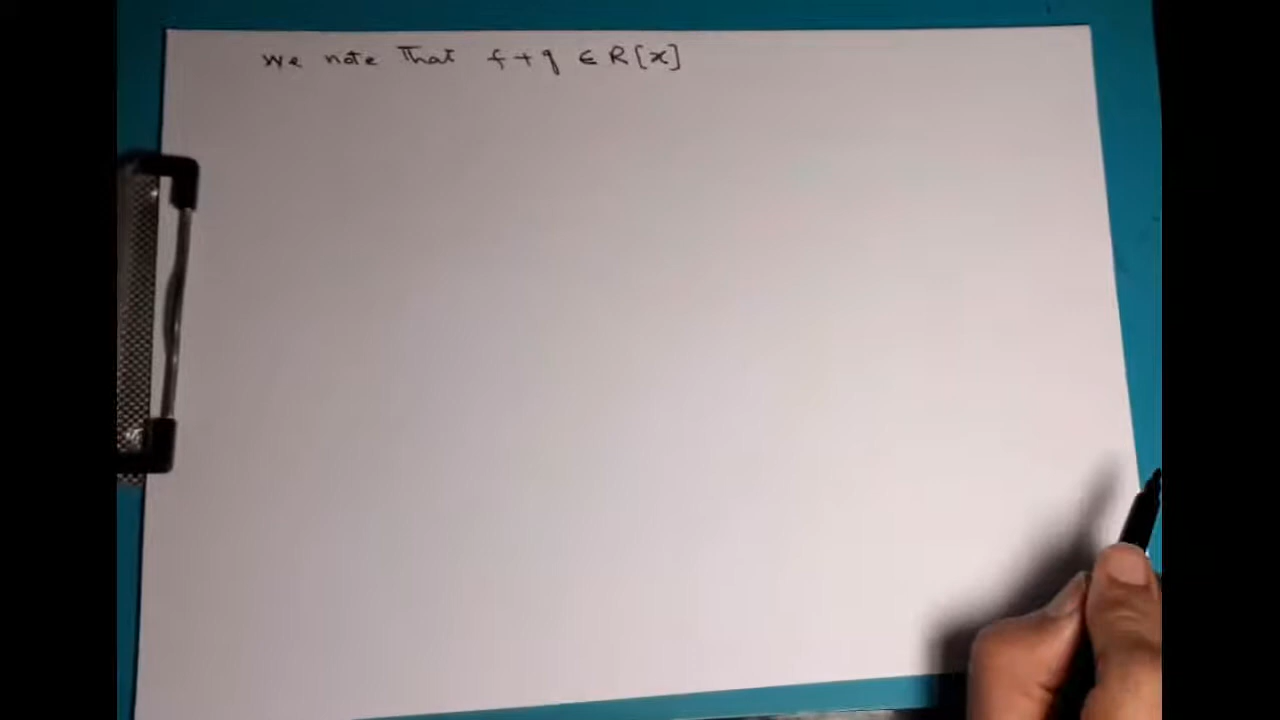 We note That f + g ∈ R[x]